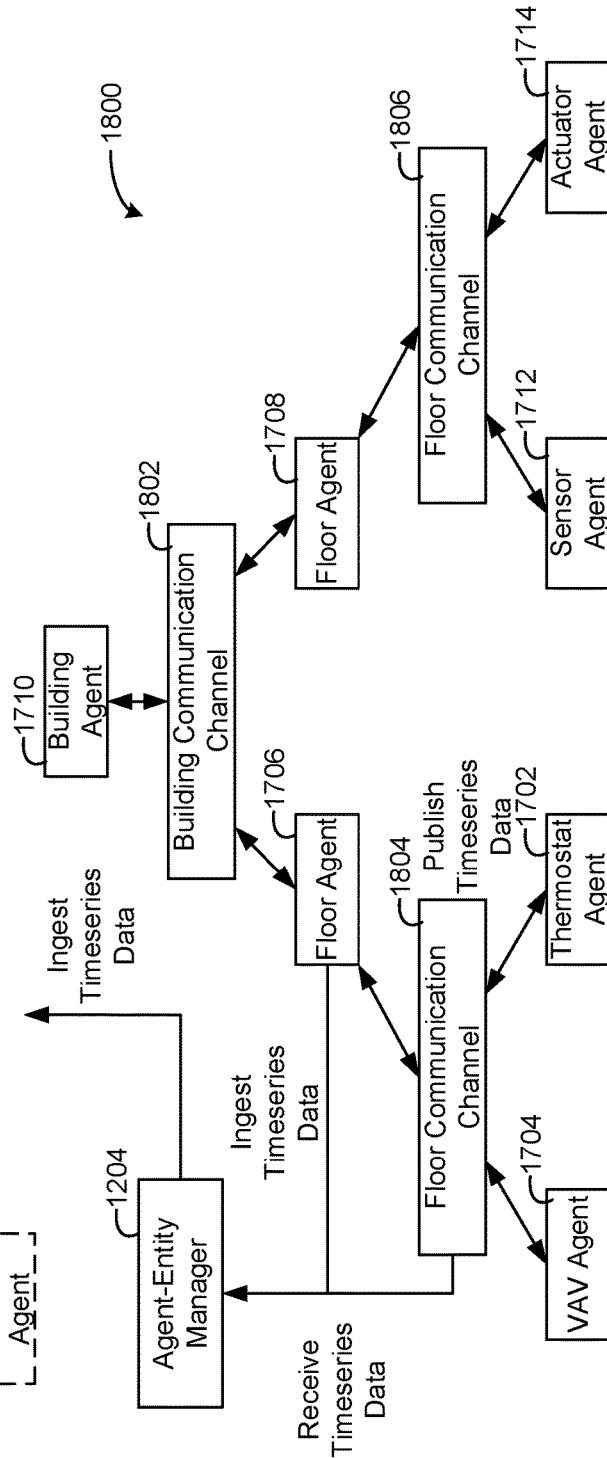 Agent
1204
Agent-Entity
Manager
Ingest
Timeseries
Data
1710
Building
Agent
1800
1802
Building Communication
Channel
Receive
Timeseries
Data
Ingest
Timeseries
Data
1706
Floor Agent
1708
Floor Agent
1804
Floor Communication
Channel
Publish
Timeseries
Data
1806
Floor Communication
Channel
1704
VAV Agent
1702
Thermostat
Agent
1712
Sensor
Agent
1714
Actuator
Agent